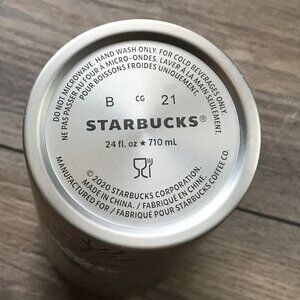 DO NOT MICROWAVE. HAND WASH ONLY. FOR COLD BEVERAGES ONLY.
NE PAS PASSER AU FOUR À MICRO-ONDES. LAVER À LA MAIN SEULEMENT.
POUR BOISSONS FROIDES UNIQUEMENT.
B CG 21
STARBUCKS®
24 fl. oz ★ 710 mL
© 2020 STARBUCKS CORPORATION.
MADE IN CHINA. / FABRIQUÉ EN CHINE.
MANUFACTURED FOR / FABRIQUÉ POUR STARBUCKS COFFEE CO.